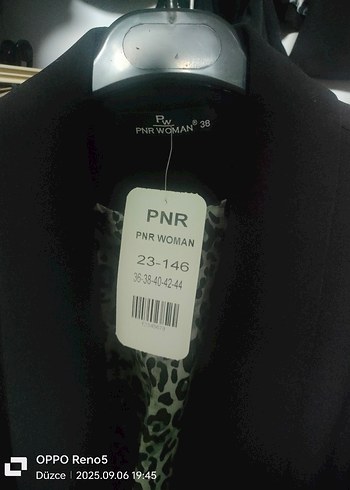 PW
PNR WOMAN® 38
PNR
PNR WOMAN
23-146
36-38-40-42-44
OPPO Reno5
Düzce | 2025.09.06 19:45